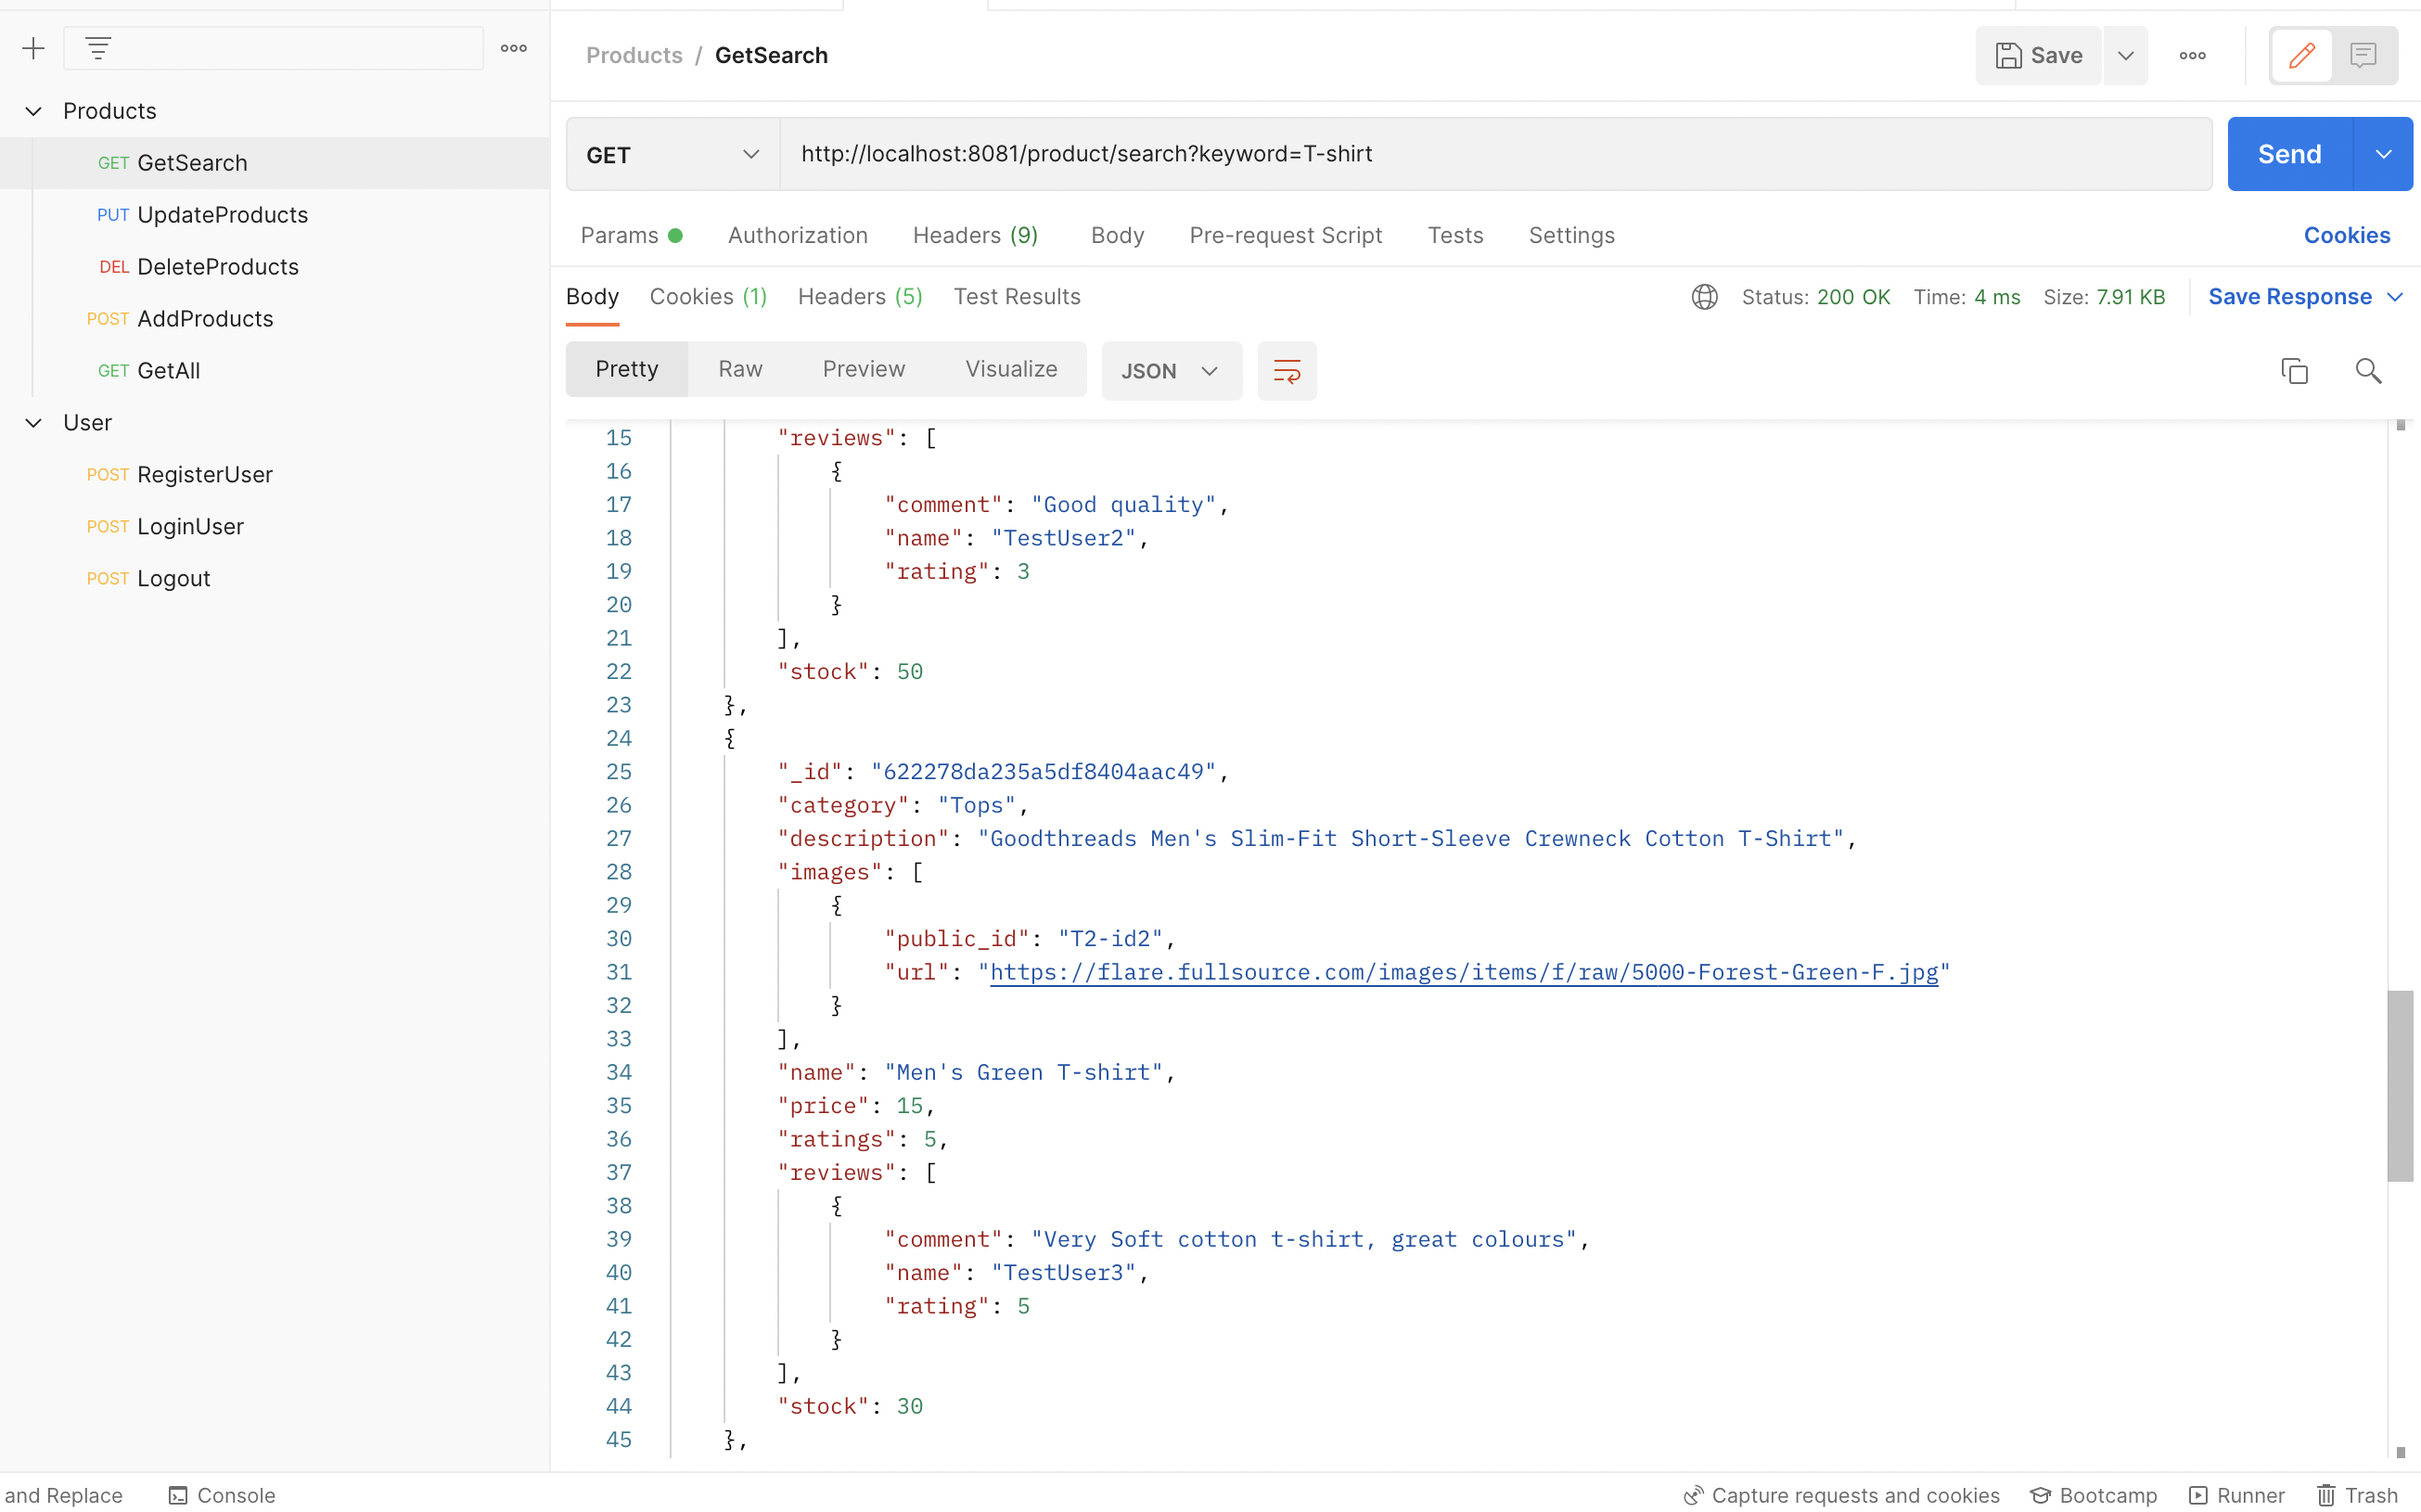 Products / GetSearch
Save
Products
GET GetSearch
PUT UpdateProducts
DEL DeleteProducts
POST AddProducts
GET GetAll
User
POST RegisterUser
POST LoginUser
POST Logout
GET http://localhost:8081/product/search?keyword=T-shirt Send
Params Authorization Headers (9) Body Pre-request Script Tests Settings Cookies
Body Cookies (1) Headers (5) Test Results Status: 200 OK Time: 4 ms Size: 7.91 KB Save Response
Pretty Raw Preview Visualize JSON
15 "reviews": [
16 {
17 "comment": "Good quality",
18 "name": "TestUser2",
19 "rating": 3
20 }
21 ],
22 "stock": 50
23 },
24 {
25 "_id": "622278da235a5df8404aac49",
26 "category": "Tops",
27 "description": "Goodthreads Men's Slim-Fit Short-Sleeve Crewneck Cotton T-Shirt",
28 "images": [
29 {
30 "public_id": "T2-id2",
31 "url": "https://flare.fullsource.com/images/items/f/raw/5000-Forest-Green-F.jpg"
32 }
33 ],
34 "name": "Men's Green T-shirt",
35 "price": 15,
36 "ratings": 5,
37 "reviews": [
38 {
39 "comment": "Very Soft cotton t-shirt, great colours",
40 "name": "TestUser3",
41 "rating": 5
42 }
43 ],
44 "stock": 30
45 },
and Replace Console Capture requests and cookies Bootcamp Runner Trash